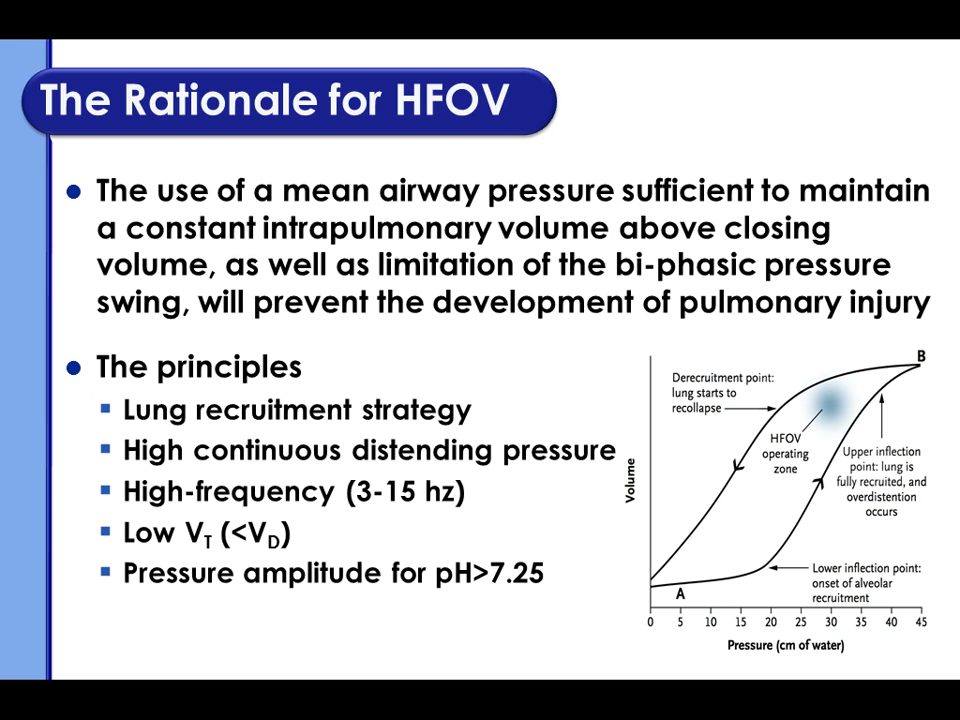 The Rationale for HFOV
● The use of a mean airway pressure sufficient to maintain
a constant intrapulmonary volume above closing
volume, as well as limitation of the bi-phasic pressure
swing, will prevent the development of pulmonary injury
● The principles
▪ Lung recruitment strategy
▪ High continuous distending pressure
▪ High-frequency (3-15 hz)
▪ Low V_T (<V_D)
▪ Pressure amplitude for pH>7.25
B
Derecruitment point:
lung starts to
recollapse
HFOV
operating
zone
Upper inflection
point: lung is
fully recruited, and
overdistention
occurs
Volume
Lower inflection point:
onset of alveolar
recruitment
A
0 5 10 15 20 25 30 35 40 45
Pressure (cm of water)